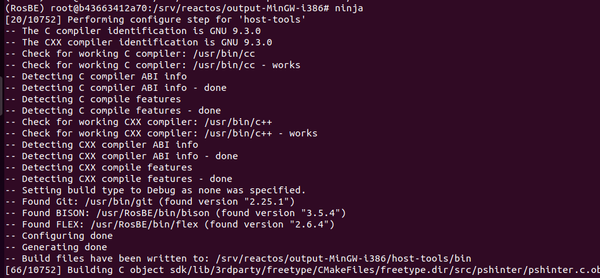 (RosBE) root@b43663412a70:/srv/reactos/output-MinGW-i386# ninja
[20/10752] Performing configure step for 'host-tools'
-- The C compiler identification is GNU 9.3.0
-- The CXX compiler identification is GNU 9.3.0
-- Check for working C compiler: /usr/bin/cc
-- Check for working C compiler: /usr/bin/cc - works
-- Detecting C compiler ABI info
-- Detecting C compiler ABI info - done
-- Detecting C compile features
-- Detecting C compile features - done
-- Check for working CXX compiler: /usr/bin/c++
-- Check for working CXX compiler: /usr/bin/c++ - works
-- Detecting CXX compiler ABI info
-- Detecting CXX compiler ABI info - done
-- Detecting CXX compile features
-- Detecting CXX compile features - done
-- Setting build type to Debug as none was specified.
-- Found Git: /usr/bin/git (found version "2.25.1")
-- Found BISON: /usr/RosBE/bin/bison (found version "3.5.4")
-- Found FLEX: /usr/RosBE/bin/flex (found version "2.6.4")
-- Configuring done
-- Generating done
-- Build files have been written to: /srv/reactos/output-MinGW-i386/host-tools/bin
[66/10752] Building C object sdk/lib/3rdparty/freetype/CMakeFiles/freetype.dir/src/pshinter/pshinter.c.ob